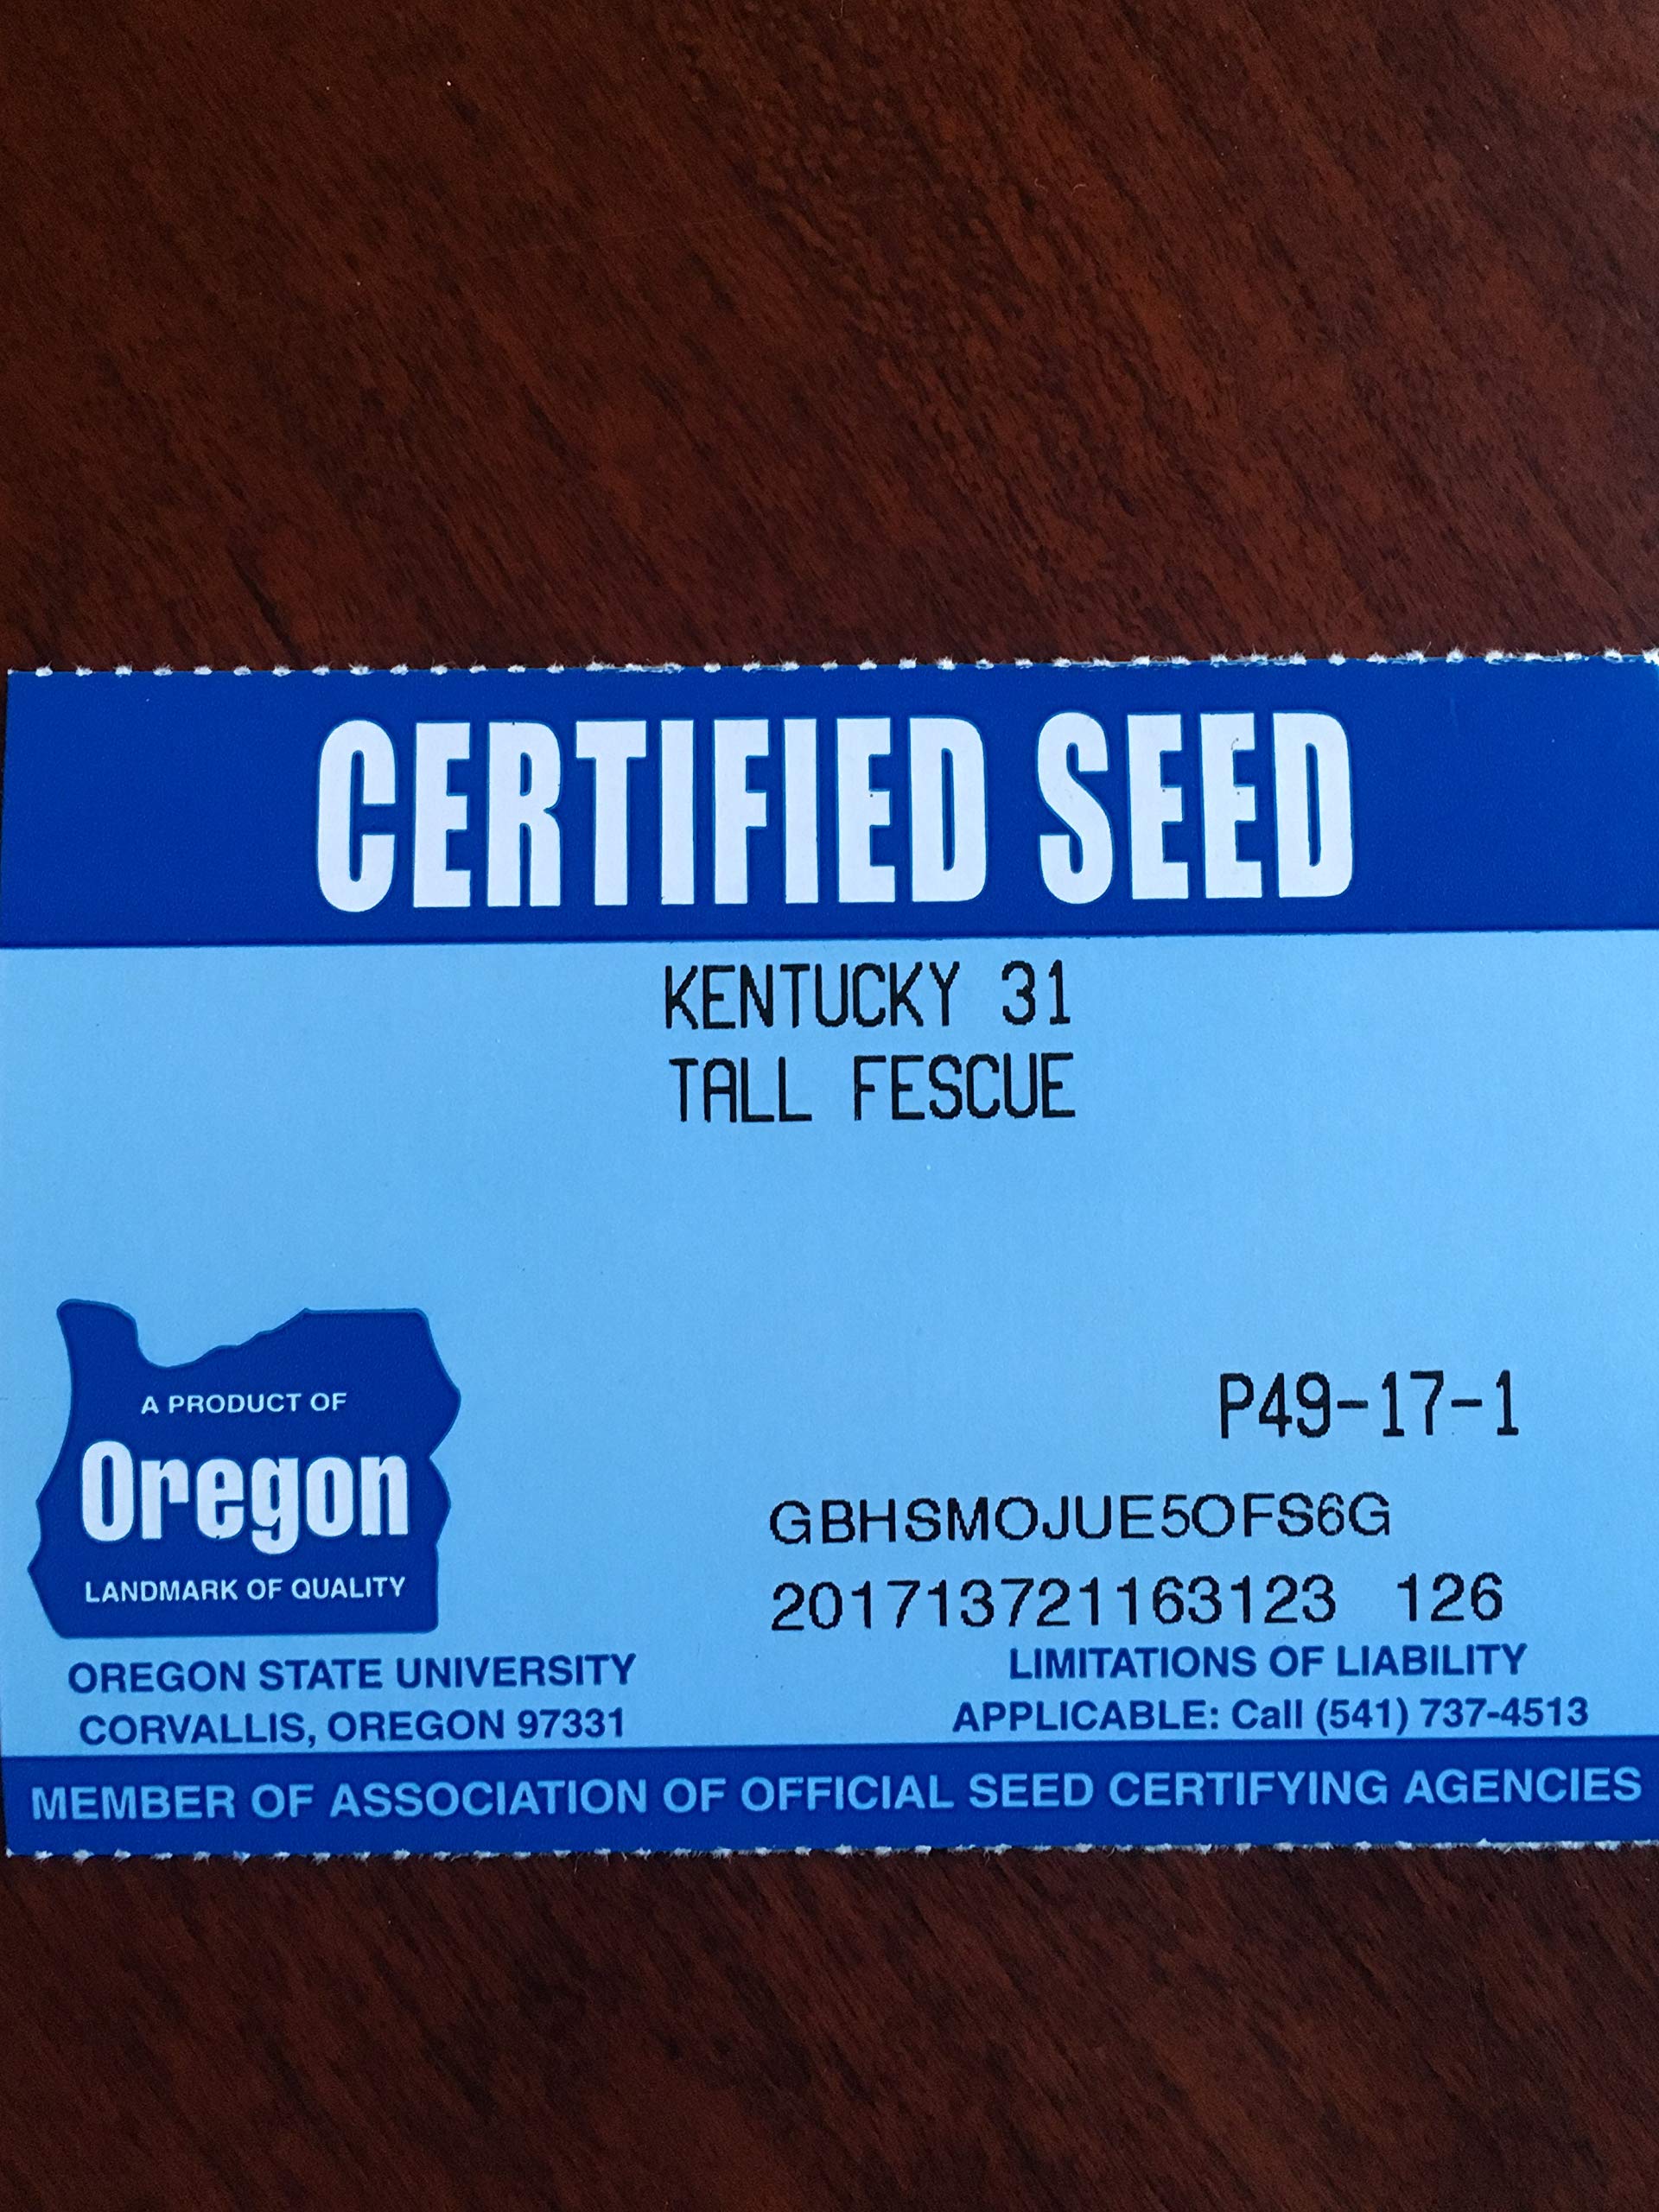 CERTIFIED SEED
KENTUCKY 31
TALL FESCUE
A PRODUCT OF
Oregon
LANDMARK OF QUALITY
OREGON STATE UNIVERSITY
CORVALLIS, OREGON 97331
P49-17-1
GBHSMOJUE5OFS6G
201713721163123 126
LIMITATIONS OF LIABILITY
APPLICABLE: Call (541) 737-4513
MEMBER OF ASSOCIATION OF OFFICIAL SEED CERTIFYING AGENCIES